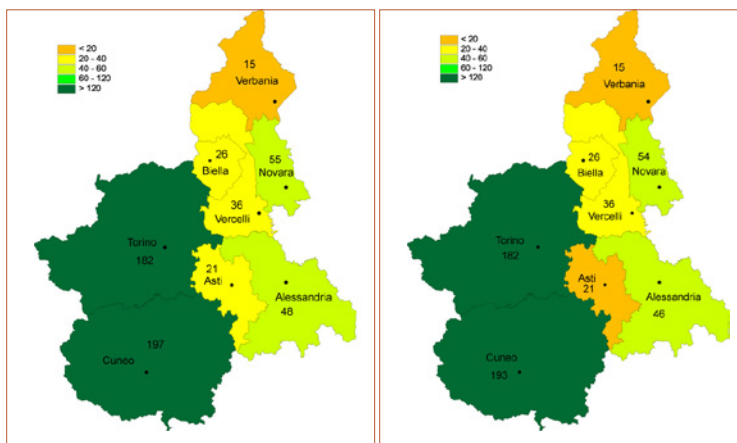 < 20
20 - 40
40 - 60
60 - 120
> 120
15
Verbania
26
Biella
55
Novara
36
Vercelli
Torino
182
21
Asti
Alessandria
48
197
Cuneo
< 20
20 - 40
40 - 60
60 - 120
> 120
15
Verbania
26
Biella
54
Novara
36
Vercelli
Torino
182
Asti
21
Alessandria
46
Cuneo
193